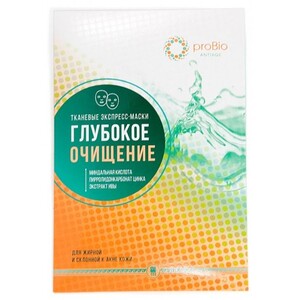 proBio
ТКАНЕВЫЕ ЭКСПРЕСС-МАСКИ
ГЛУБОКОЕ
ОЧИЩЕНИЕ
МИНДАЛЬНАЯ КИСЛОТА
ПИРРОЛИДОНКАРБОНАТ ЦИНКА
ЭКСТРАКТ ИВЫ
ДЛЯ ЖИРНОЙ
И СКЛОННОЙ К АКНЕ КОЖИ